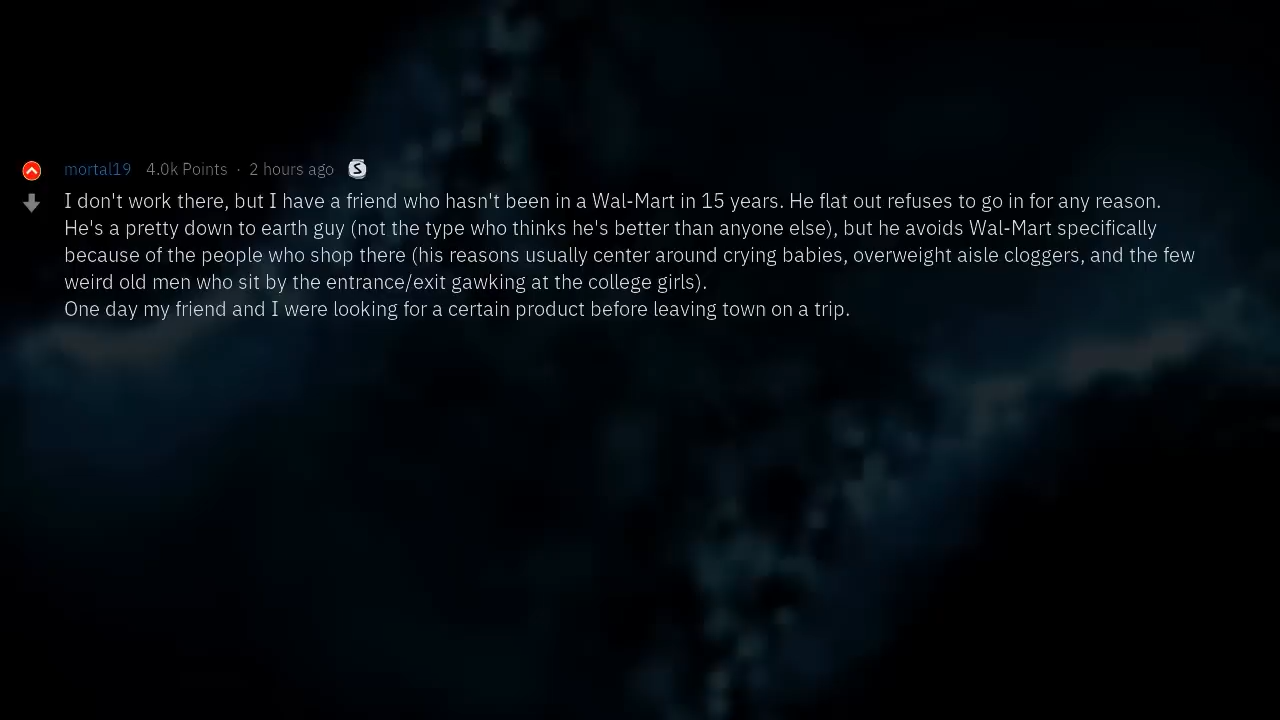 mortal19 4.0k Points · 2 hours ago S
I don't work there, but I have a friend who hasn't been in a Wal-Mart in 15 years. He flat out refuses to go in for any reason.
He's a pretty down to earth guy (not the type who thinks he's better than anyone else), but he avoids Wal-Mart specifically
because of the people who shop there (his reasons usually center around crying babies, overweight aisle cloggers, and the few
weird old men who sit by the entrance/exit gawking at the college girls).
One day my friend and I were looking for a certain product before leaving town on a trip.